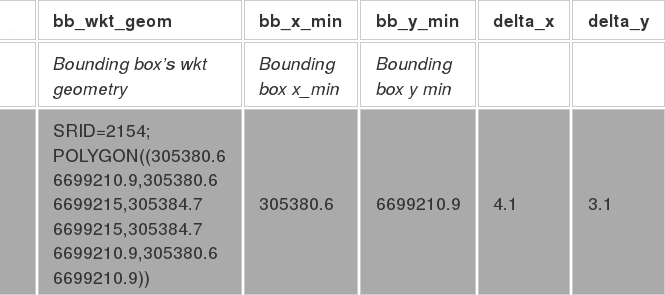 bb_wkt_geom bb_x_min bb_y_min delta_x delta_y
Bounding box's wkt Bounding Bounding
geometry box x_min box y min
SRID=2154;
POLYGON((305380.6
6699210.9,305380.6
6699215,305384.7
305380.6 6699210.9 4.1 3.1
6699215,305384.7
6699210.9,305380.6
6699210.9))